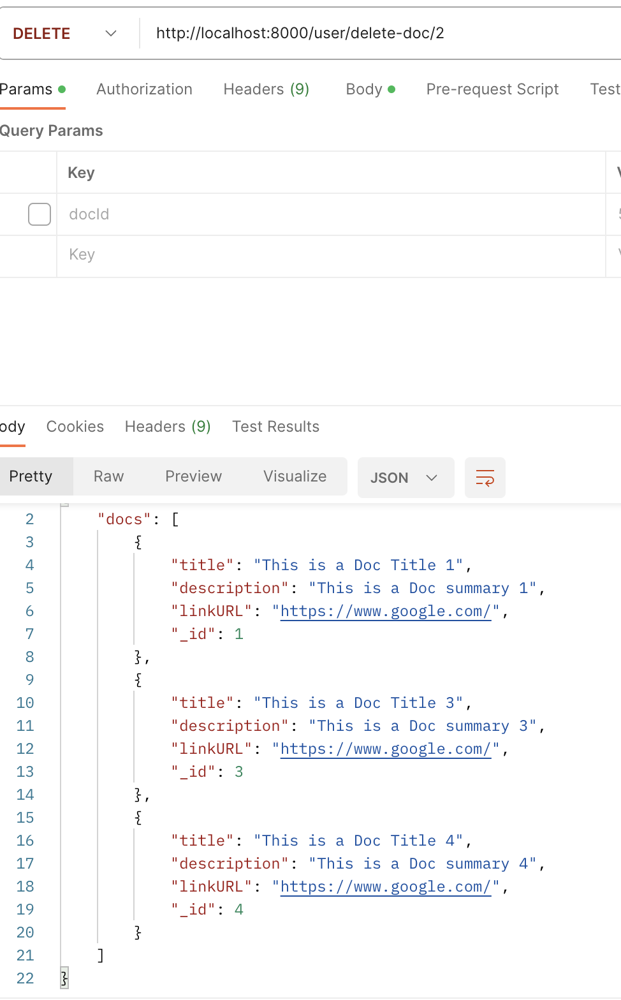 DELETE http://localhost:8000/user/delete-doc/2
Params Authorization Headers (9) Body Pre-request Script Test
Query Params
Key
docId
Key
ody Cookies Headers (9) Test Results
Pretty Raw Preview Visualize JSON
2 "docs": [
3 {
4 "title": "This is a Doc Title 1",
5 "description": "This is a Doc summary 1",
6 "linkURL": "https://www.google.com/",
7 "_id": 1
8 },
9 {
10 "title": "This is a Doc Title 3",
11 "description": "This is a Doc summary 3",
12 "linkURL": "https://www.google.com/",
13 "_id": 3
14 },
15 {
16 "title": "This is a Doc Title 4",
17 "description": "This is a Doc summary 4",
18 "linkURL": "https://www.google.com/",
19 "_id": 4
20 }
21 ]
22 }